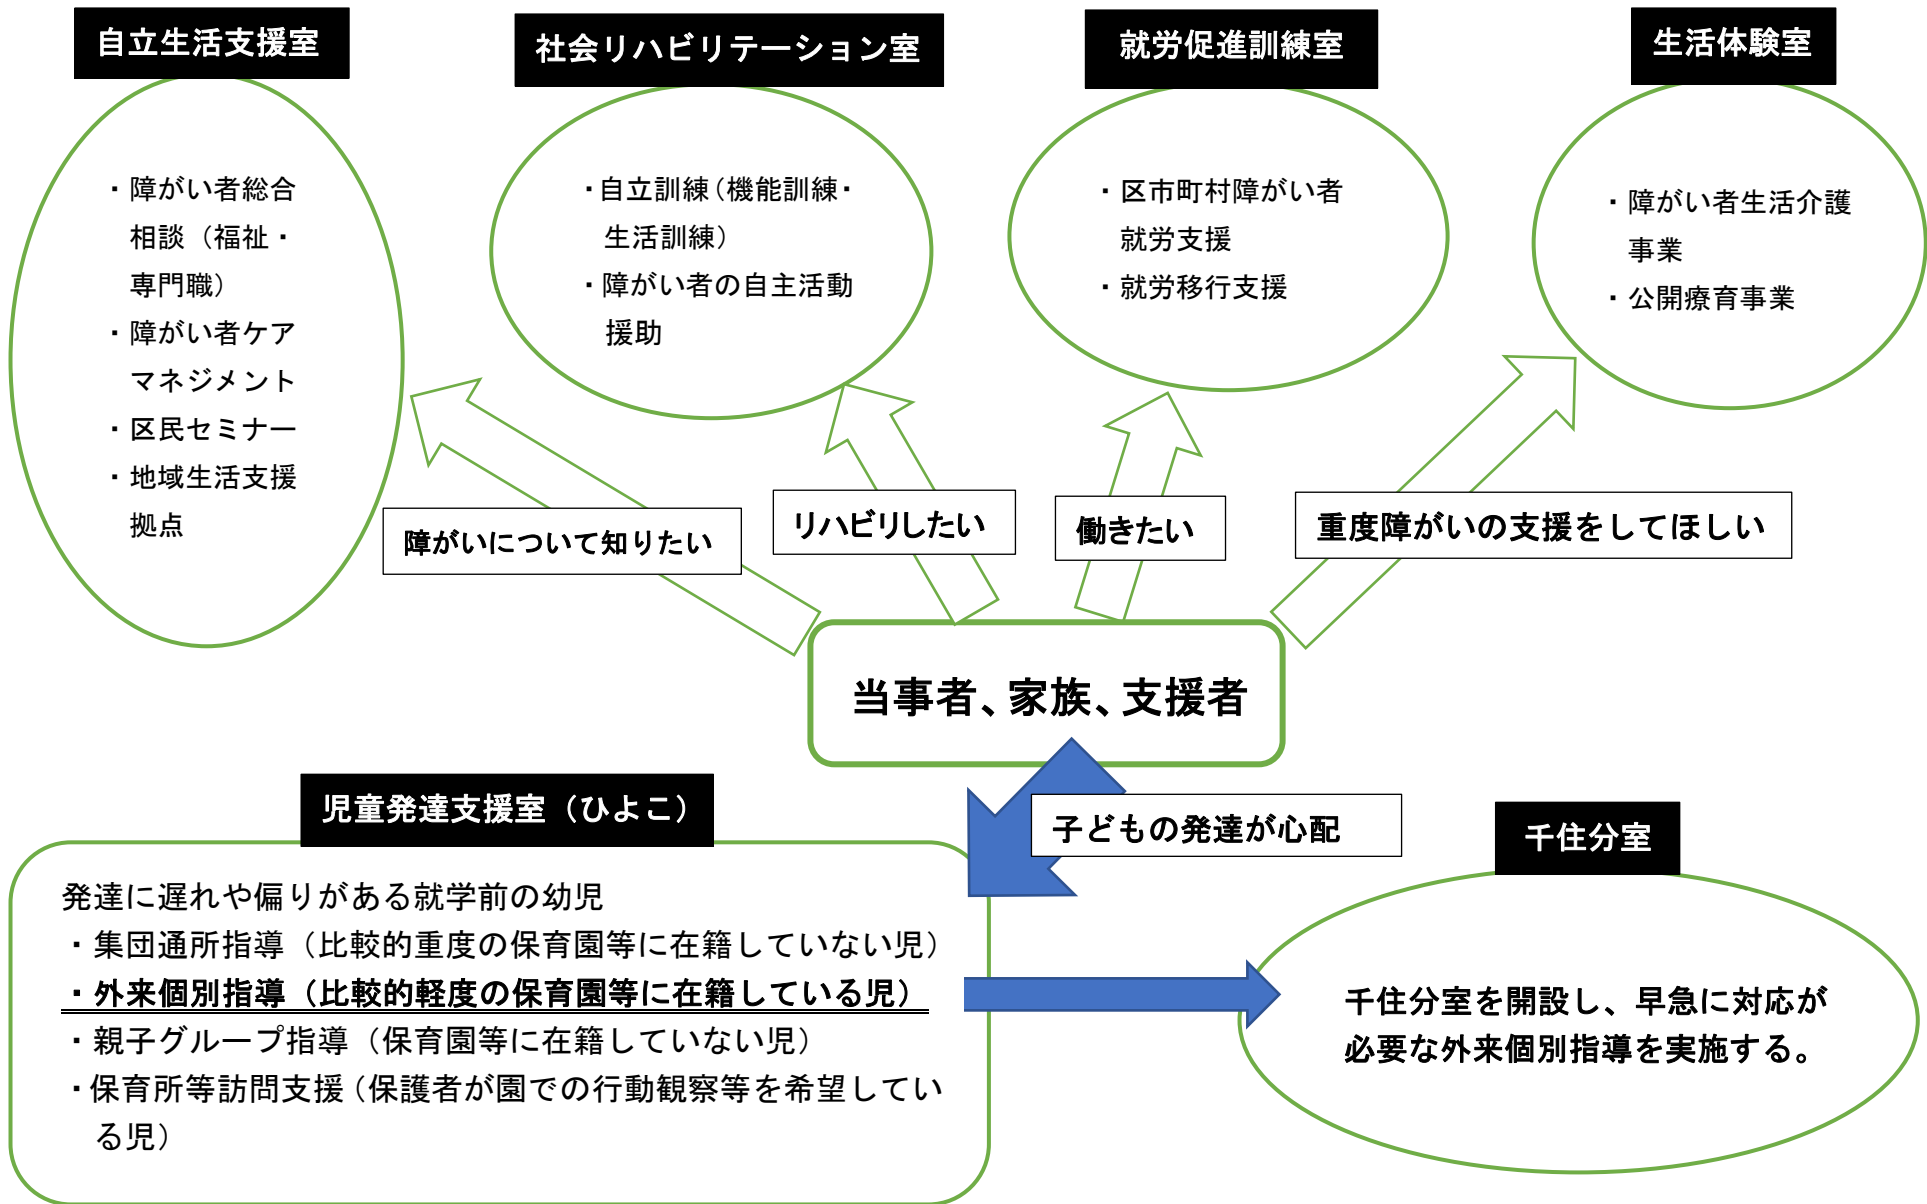 自立生活支援室
・障がい者総合
相談（福祉・
専門職）
・障がい者ケア
マネジメント
・区民セミナー
・地域生活支援
拠点
社会リハビリテーション室
・自立訓練（機能訓練・
生活訓練）
・障がい者の自主活動
援助
就労促進訓練室
・区市町村障がい者
就労支援
・就労移行支援
生活体験室
・障がい者生活介護
事業
・公開療育事業
障がいについて知りたい
リハビリしたい
働きたい
重度障がいの支援をしてほしい
当事者、家族、支援者
子どもの発達が心配
児童発達支援室（ひよこ）
発達に遅れや偏りがある就学前の幼児
・集団通所指導（比較的重度の保育園等に在籍していない児）
・外来個別指導（比較的軽度の保育園等に在籍している児）
・親子グループ指導（保育園等に在籍していない児）
・保育所等訪問支援（保護者が園での行動観察等を希望してい
る児）
千住分室
千住分室を開設し、早急に対応が
必要な外来個別指導を実施する。